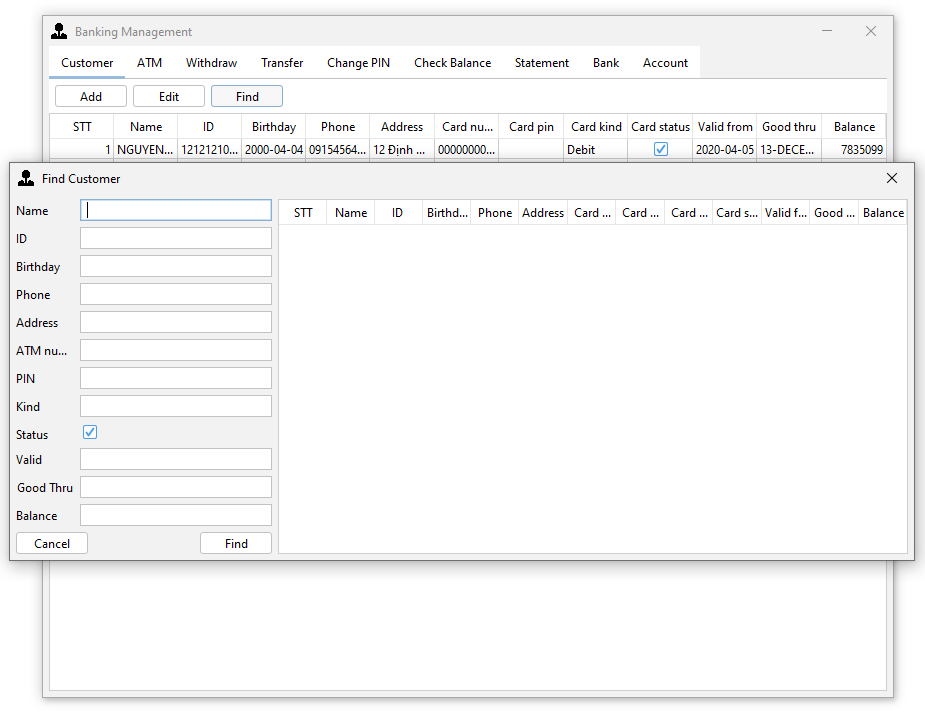 Banking Management
Customer ATM Withdraw Transfer Change PIN Check Balance Statement Bank Account
Add Edit Find
STT Name ID Birthday Phone Address Card nu... Card pin Card kind Card status Valid from Good thru Balance
1 NGUYEN... 12121210... 2000-04-04 09154564... 12 Định ... 00000000... Debit 2020-04-05 13-DECE... 7835099
Find Customer
STT Name ID Birthd... Phone Address Card ... Card ... Card ... Card s... Valid f... Good ... Balance
Name
ID
Birthday
Phone
Address
ATM nu...
PIN
Kind
Status
Valid
Good Thru
Balance
Cancel Find